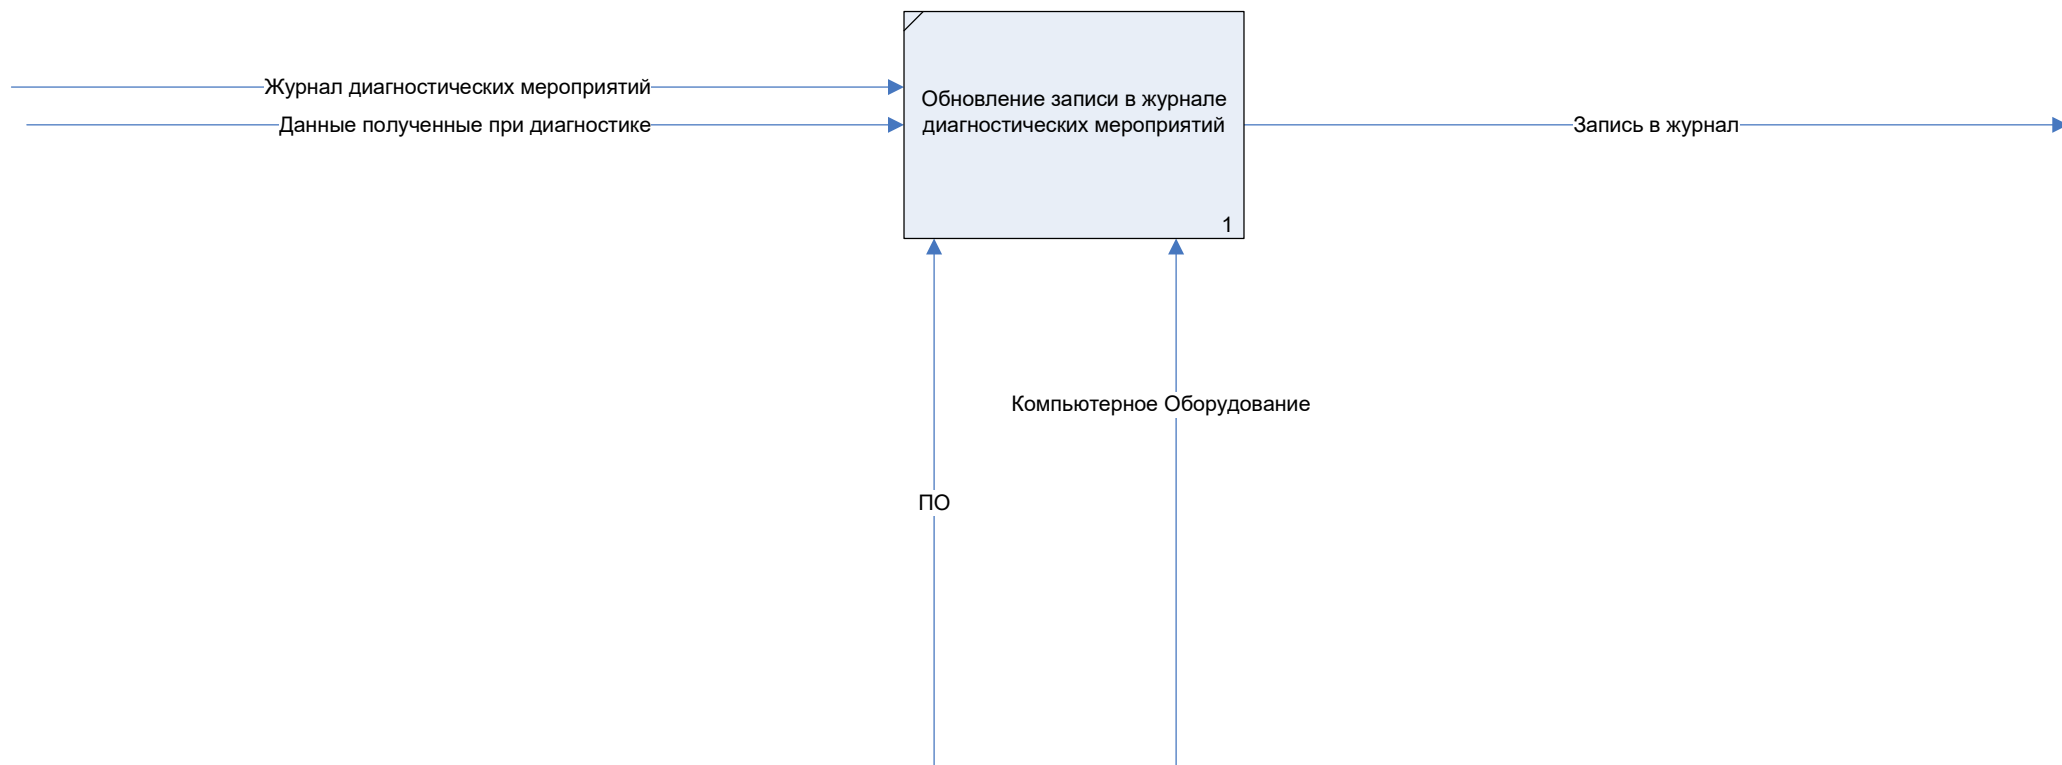 Журнал диагностических мероприятий
Данные полученные при диагностике
Обновление записи в журнале
диагностических мероприятий
1
Запись в журнал
Компьютерное Оборудование
ПО